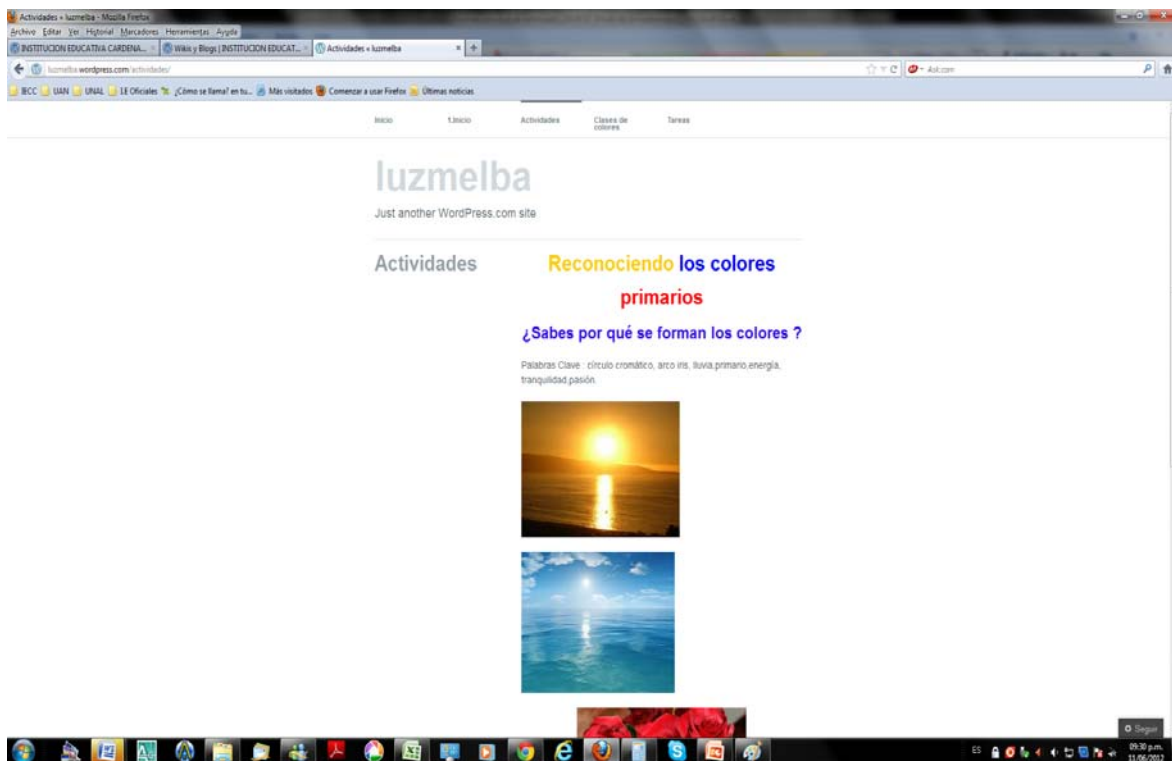 Actividades « luzmelba - Mozilla Firefox
Archivo Editar Ver Historial Marcadores Herramientas Ayuda
INSTITUCION EDUCATIVA CARDENA... Wikis y Blogs | INSTITUCION EDUCAT... Actividades « luzmelba
luzmelba.wordpress.com/actividades/ Ask.com
IECC UAN UNAL I.E Oficiales ¿Cómo se llama? en tu... Más visitados Comenzar a usar Firefox Últimas noticias
Inicio 1.Inicio Actividades Clases de colores Tareas
luzmelba
Just another WordPress.com site
Actividades
Reconociendo los colores
primarios
¿Sabes por qué se forman los colores ?
Palabras Clave : círculo cromático, arco iris, lluvia,primario,energía,
tranquilidad,pasión.
Seguir
ES 09:30 p.m.
11/06/2012